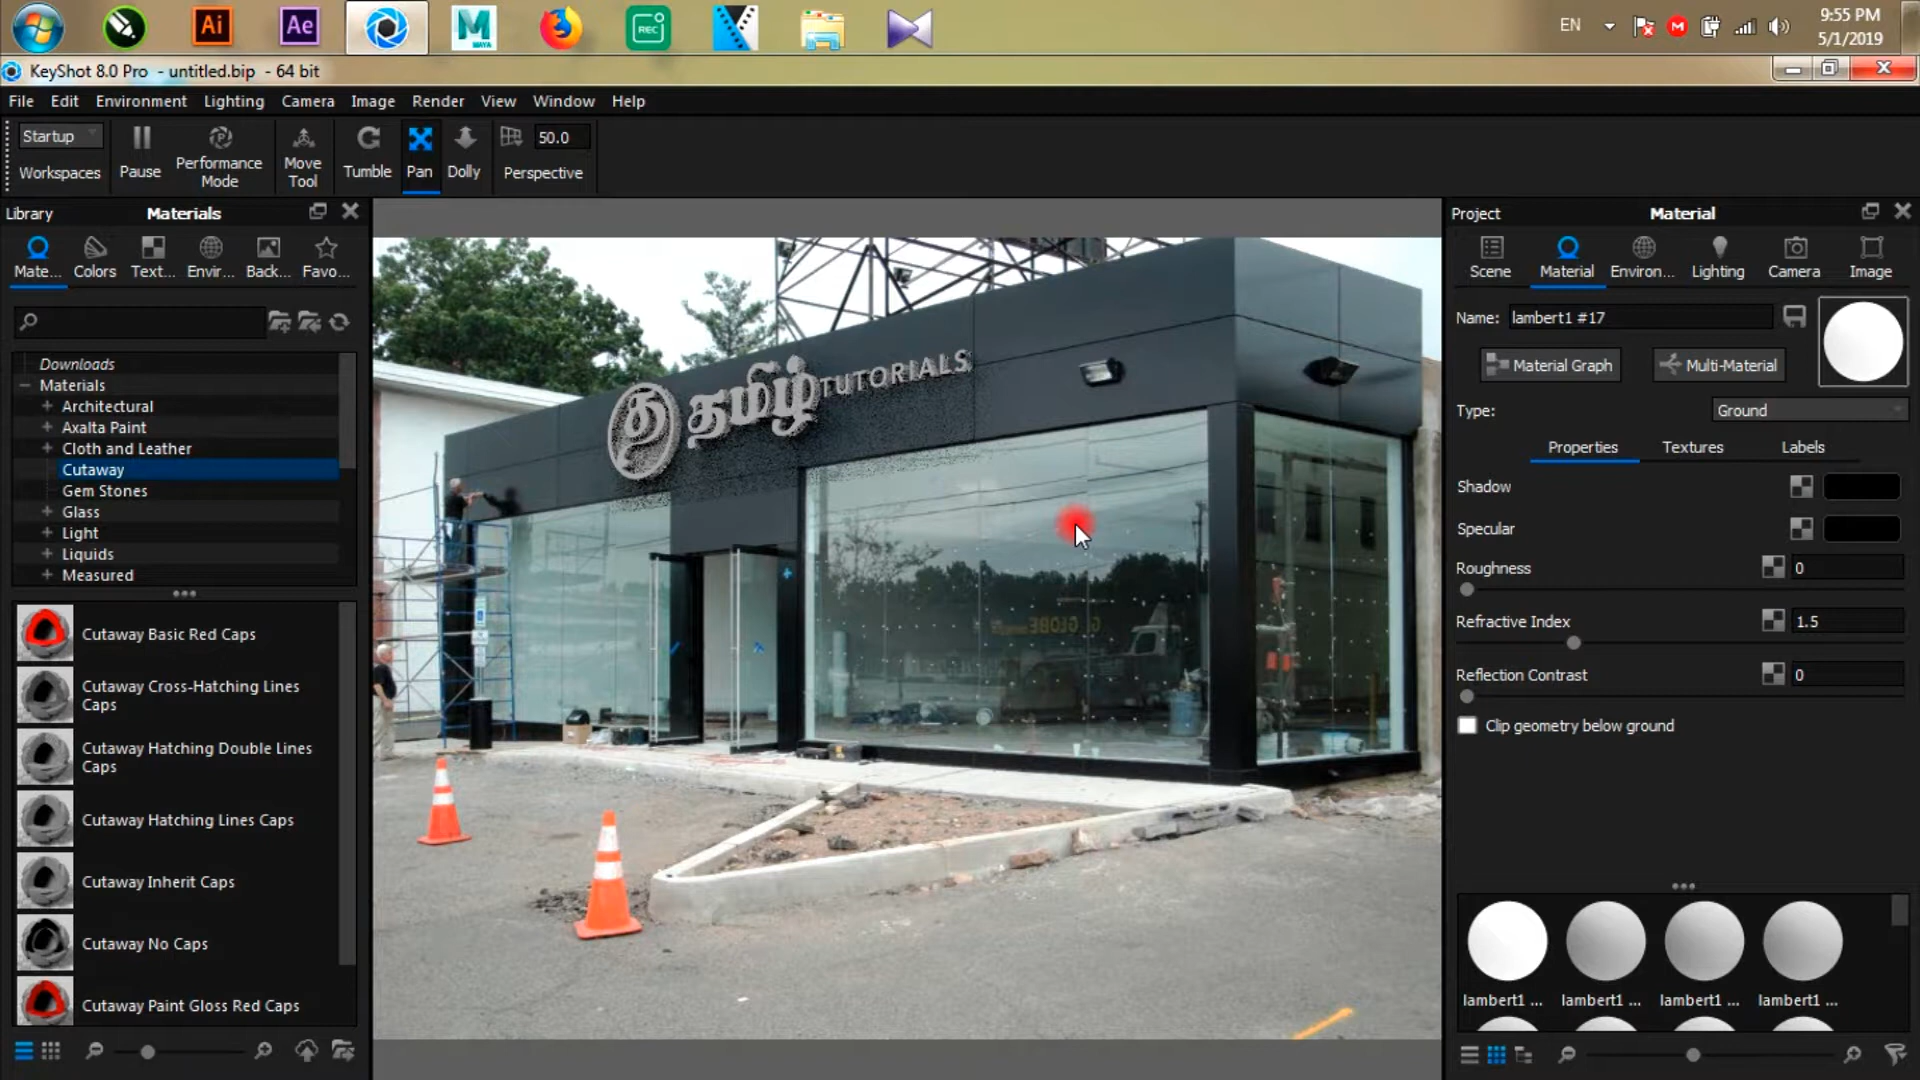 Ai
Ae
MAYA
REC
EN
M
9:55 PM
5/1/2019
KeyShot 8.0 Pro - untitled.bip - 64 bit
File Edit Environment Lighting Camera Image Render View Window Help
Startup
Workspaces
Pause
Performance Mode
Move Tool
Tumble
Pan
Dolly
50.0
Perspective
Library
Materials
Mate... Colors Text... Envir... Back... Favo...
Downloads
Materials
Architectural
Axalta Paint
Cloth and Leather
Cutaway
Gem Stones
Glass
Light
Liquids
Measured
Cutaway Basic Red Caps
Cutaway Cross-Hatching Lines
Caps
Cutaway Hatching Double Lines
Caps
Cutaway Hatching Lines Caps
Cutaway Inherit Caps
Cutaway No Caps
Cutaway Paint Gloss Red Caps
த தமிழ் TUTORIALS
Project
Material
Scene Material Environ... Lighting Camera Image
Name: lambert1 #17
Material Graph
Multi-Material
Type: Ground
Properties Textures Labels
Shadow
Specular
Roughness 0
Refractive Index 1.5
Reflection Contrast 0
Clip geometry below ground
lambert1 ... lambert1 ... lambert1 ... lambert1 ...